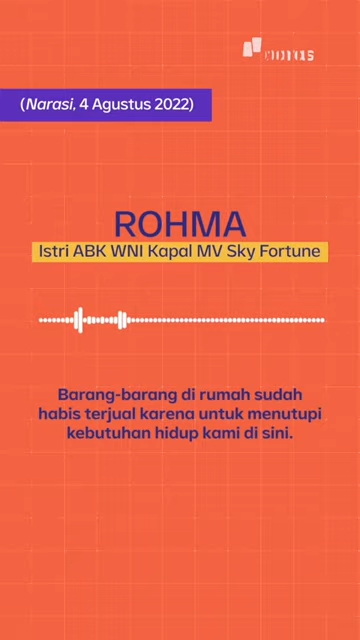 narasi
(Narasi, 4 Agustus 2022)
ROHMA
Istri ABK WNI Kapal MV Sky Fortune
Barang-barang di rumah sudah
habis terjual karena untuk menutupi
kebutuhan hidup kami di sini.